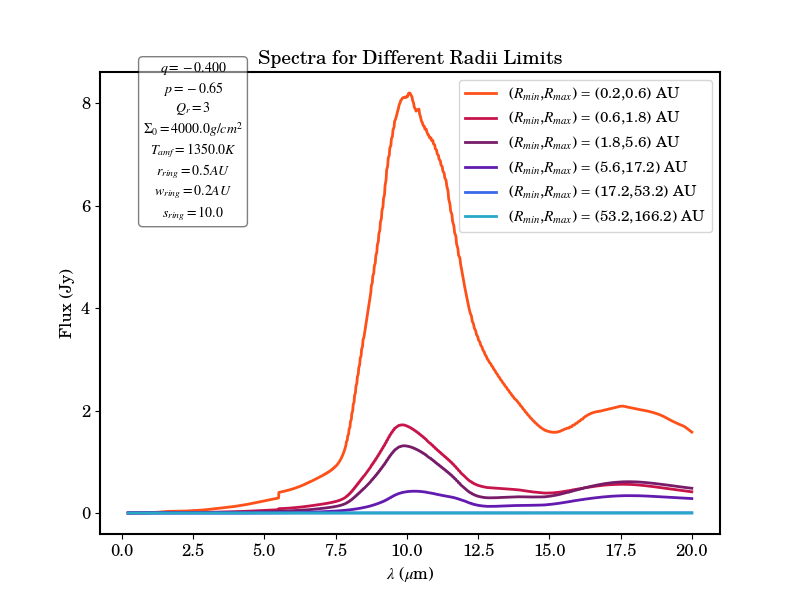 Spectra for Different Radii Limits
q = −0.400
p = −0.65
Q_r = 3
Σ_0 = 4000.0g/cm^2
T_amf = 1350.0K
r_ring = 0.5AU
w_ring = 0.2AU
s_ring = 10.0
(R_min,R_max) = (0.2,0.6) AU
(R_min,R_max) = (0.6,1.8) AU
(R_min,R_max) = (1.8,5.6) AU
(R_min,R_max) = (5.6,17.2) AU
(R_min,R_max) = (17.2,53.2) AU
(R_min,R_max) = (53.2,166.2) AU
Flux (Jy)
8
6
4
2
0
0.0 2.5 5.0 7.5 10.0 12.5 15.0 17.5 20.0
λ (μm)